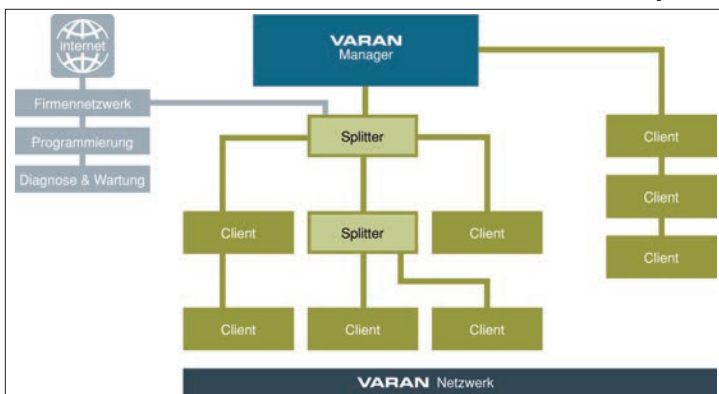 Internet
VARAN
Manager
Firmennetzwerk
Programmierung
Diagnose & Wartung
Splitter
Client
Client
Client
Splitter
Client
Client
Client
Client
Client
Client
VARAN Netzwerk